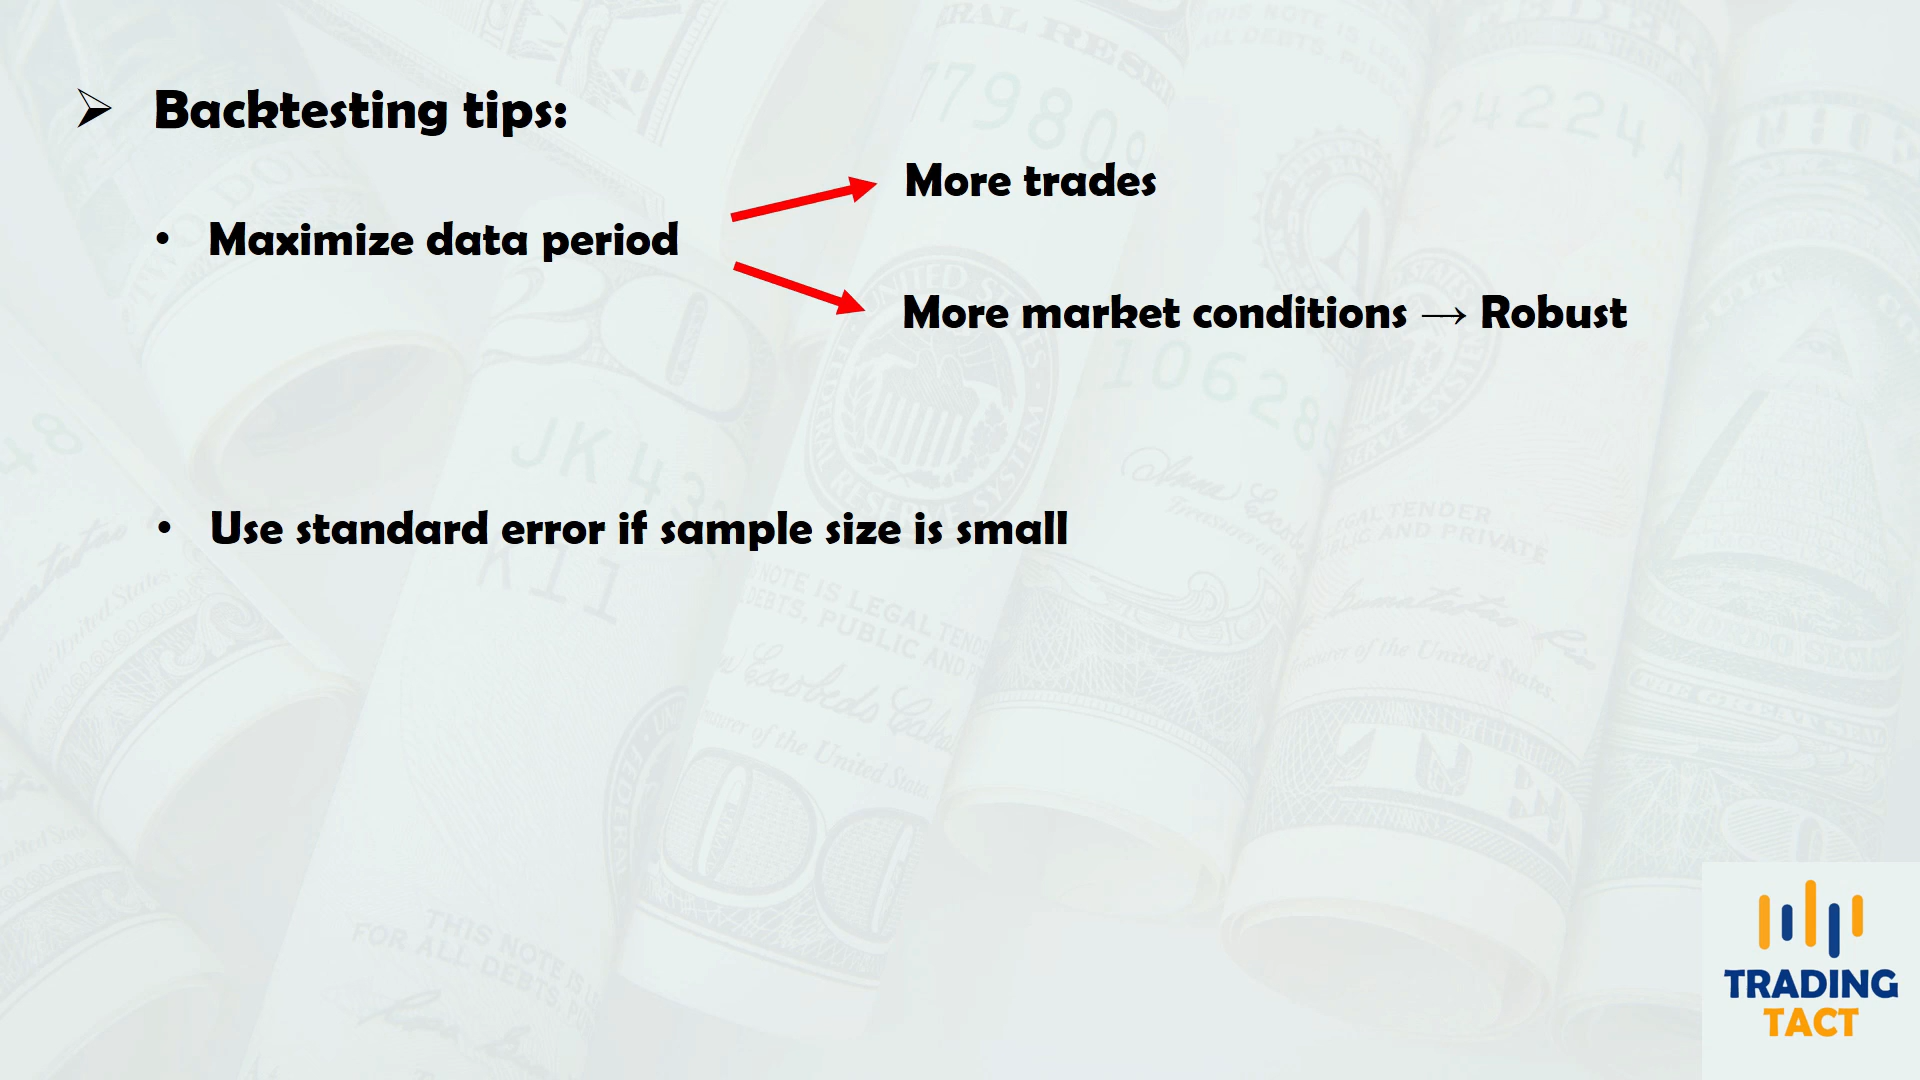 ➢ Backtesting tips:
More trades
• Maximize data period
More market conditions → Robust
• Use standard error if sample size is small
TRADING
TACT